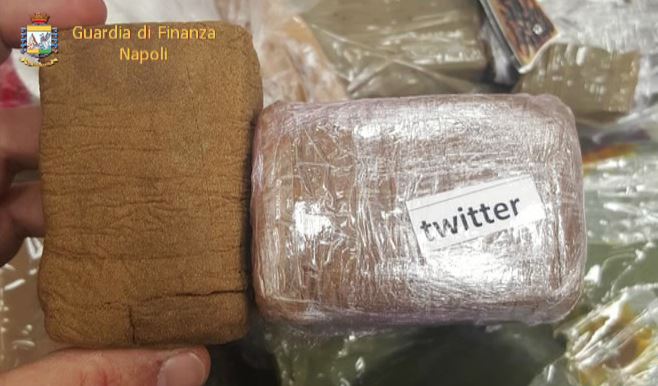 Guardia di Finanza
Napoli
twitter